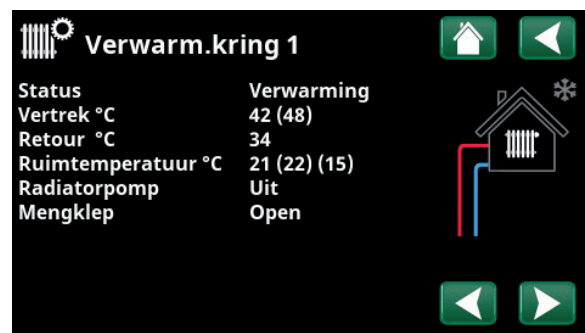 Verwarm.kring 1
Status Verwarming
Vertrek °C 42 (48)
Retour °C 34
Ruimtemperatuur °C 21 (22) (15)
Radiatorpomp Uit
Mengklep Open